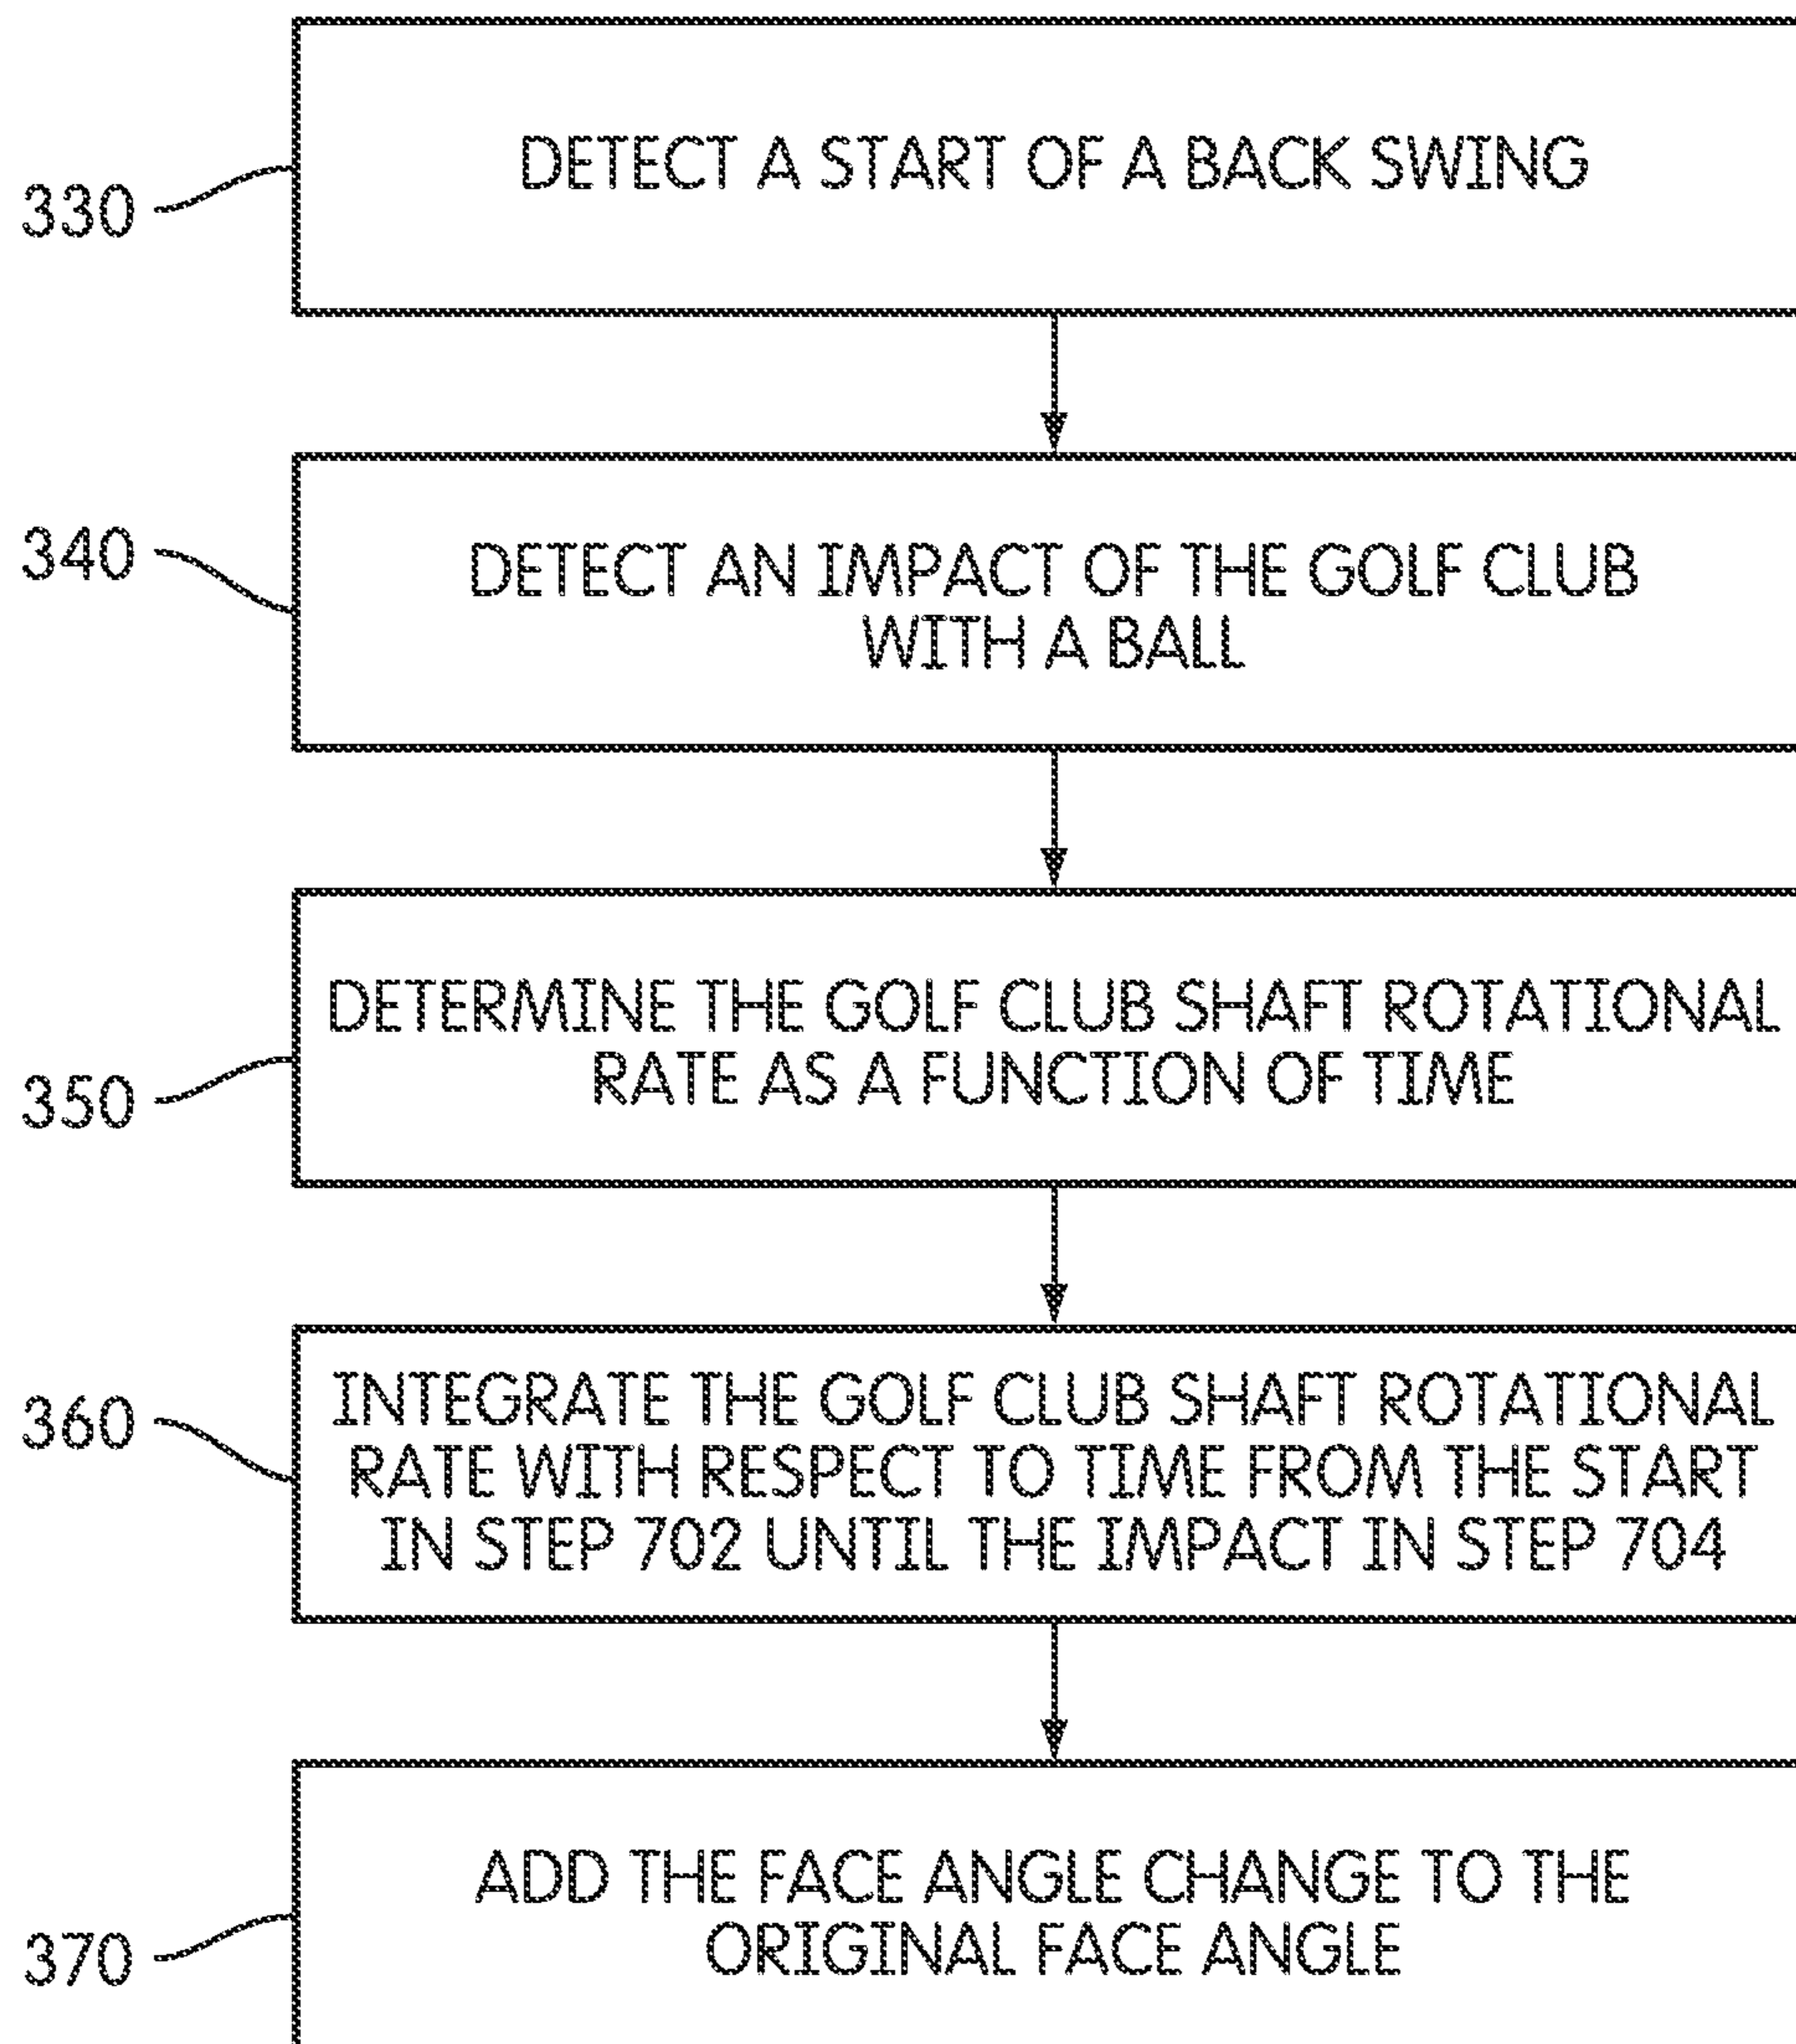 DETECT A START OF A BACK SWING
330
340
DETECT AN IMPACT OF THE GOLF CLUB
WITH A BALL
DETERMINE THE GOLF CLUB SHAFT ROTATIONAL
RATE AS A FUNCTION OF TIME
350
360
INTEGRATE THE GOLF CLUB SHAFT ROTATIONAL
RATE WITH RESPECT TO TIME FROM THE START
IN STEP 702 UNTIL THE IMPACT IN STEP 704
ADD THE FACE ANGLE CHANGE TO THE
ORIGINAL FACE ANGLE
370